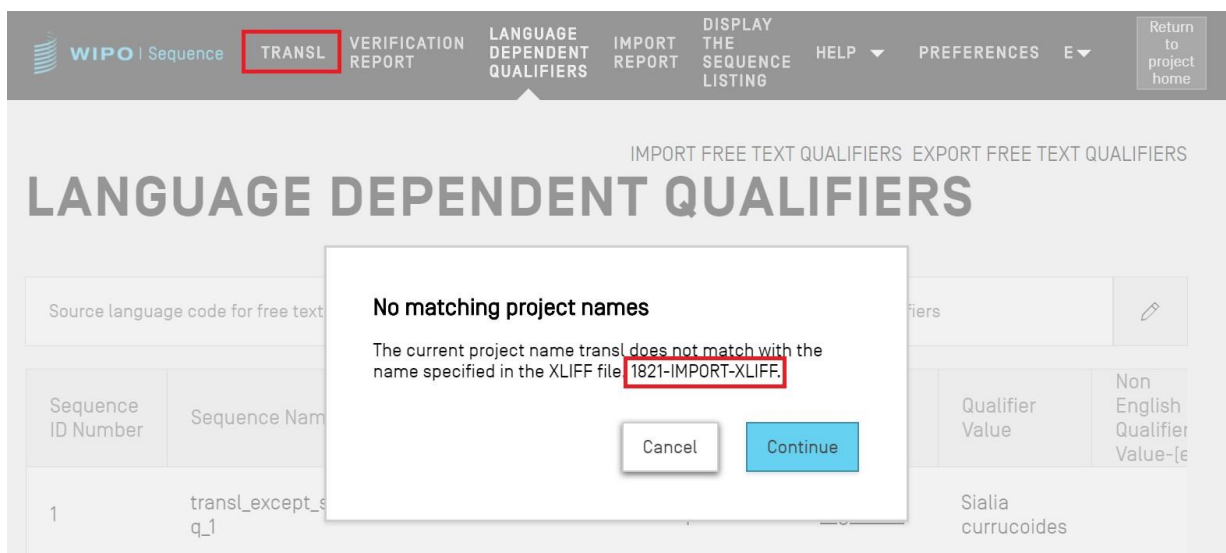 WIPO | Sequence
TRANSL
VERIFICATION
REPORT
LANGUAGE
DEPENDENT
QUALIFIERS
IMPORT
REPORT
DISPLAY
THE
SEQUENCE
LISTING
HELP
PREFERENCES
E
Return
to
project
home
IMPORT FREE TEXT QUALIFIERS EXPORT FREE TEXT QUALIFIERS
LANGUAGE DEPENDENT QUALIFIERS
Source language code for free text
fiers
No matching project names
The current project name transl does not match with the
name specified in the XLIFF file, 1821-IMPORT-XLIFF.
Cancel
Continue
Sequence
ID Number
Sequence Nam
Qualifier
Value
Non
English
Qualifier
Value-[e
1
transl_except_s
q_1
Sialia
currucoides